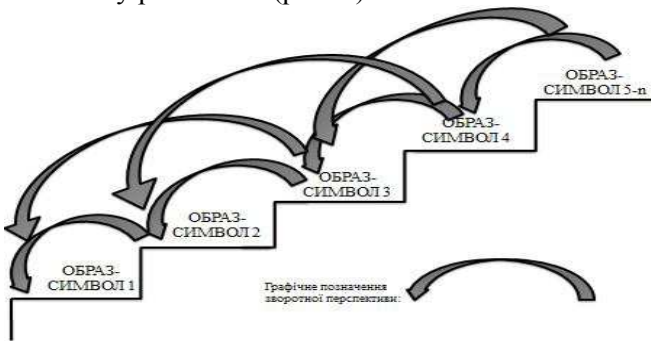 ОБРАЗ-
СИМВОЛ 5-n
ОБРАЗ-
СИМВОЛ 4
ОБРАЗ-
СИМВОЛ 3
ОБРАЗ-
СИМВОЛ 2
ОБРАЗ-
СИМВОЛ 1
Графічне позначення
зворотної перспективи: